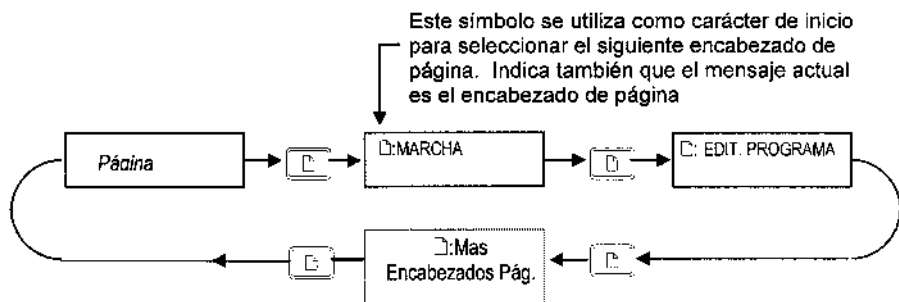 Este símbolo se utiliza como carácter de inicio
para seleccionar el siguiente encabezado de
página. Indica también que el mensaje actual
es el encabezado de página
Página
:MARCHA
: EDIT. PROGRAMA
:Mas
Encabezados Pág.